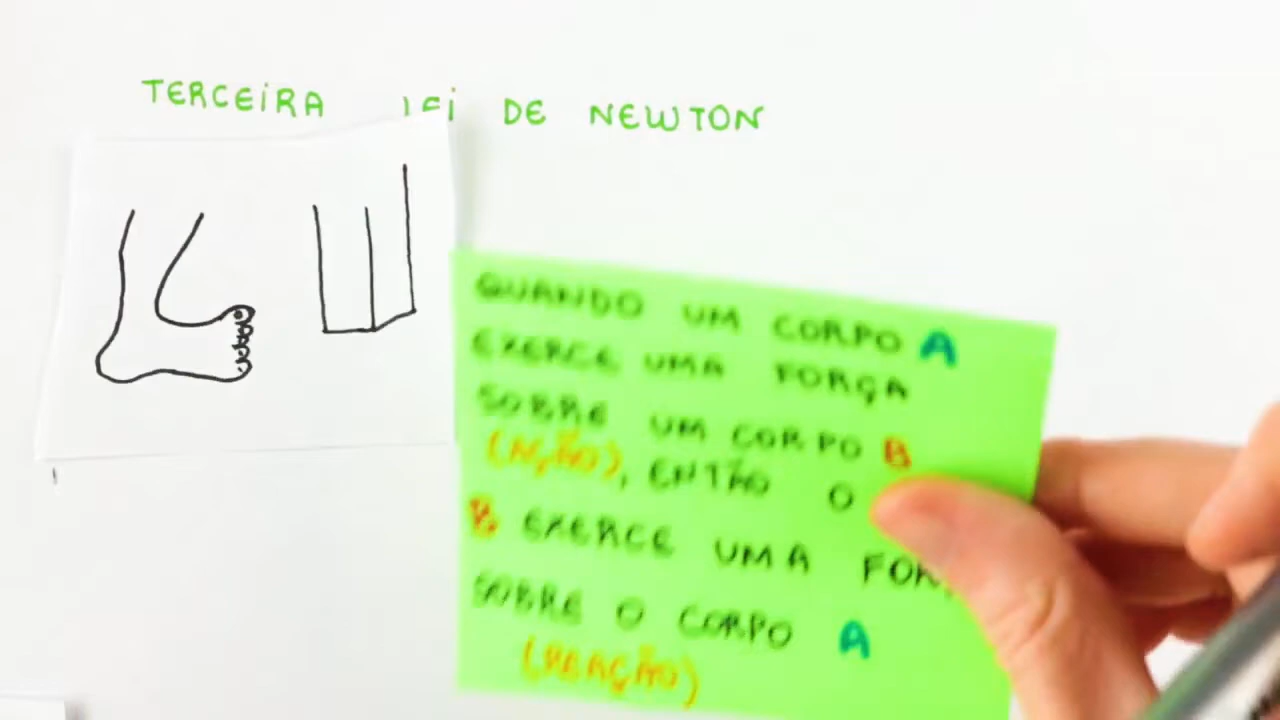 TERCEIRA LEI DE NEWTON
QUANDO UM CORPO A
EXERCE UMA FORÇA
SOBRE UM CORPO B
(AÇÃO), ENTÃO O
B EXERCE UMA FOR
SOBRE O CORPO A
(REAÇÃO)